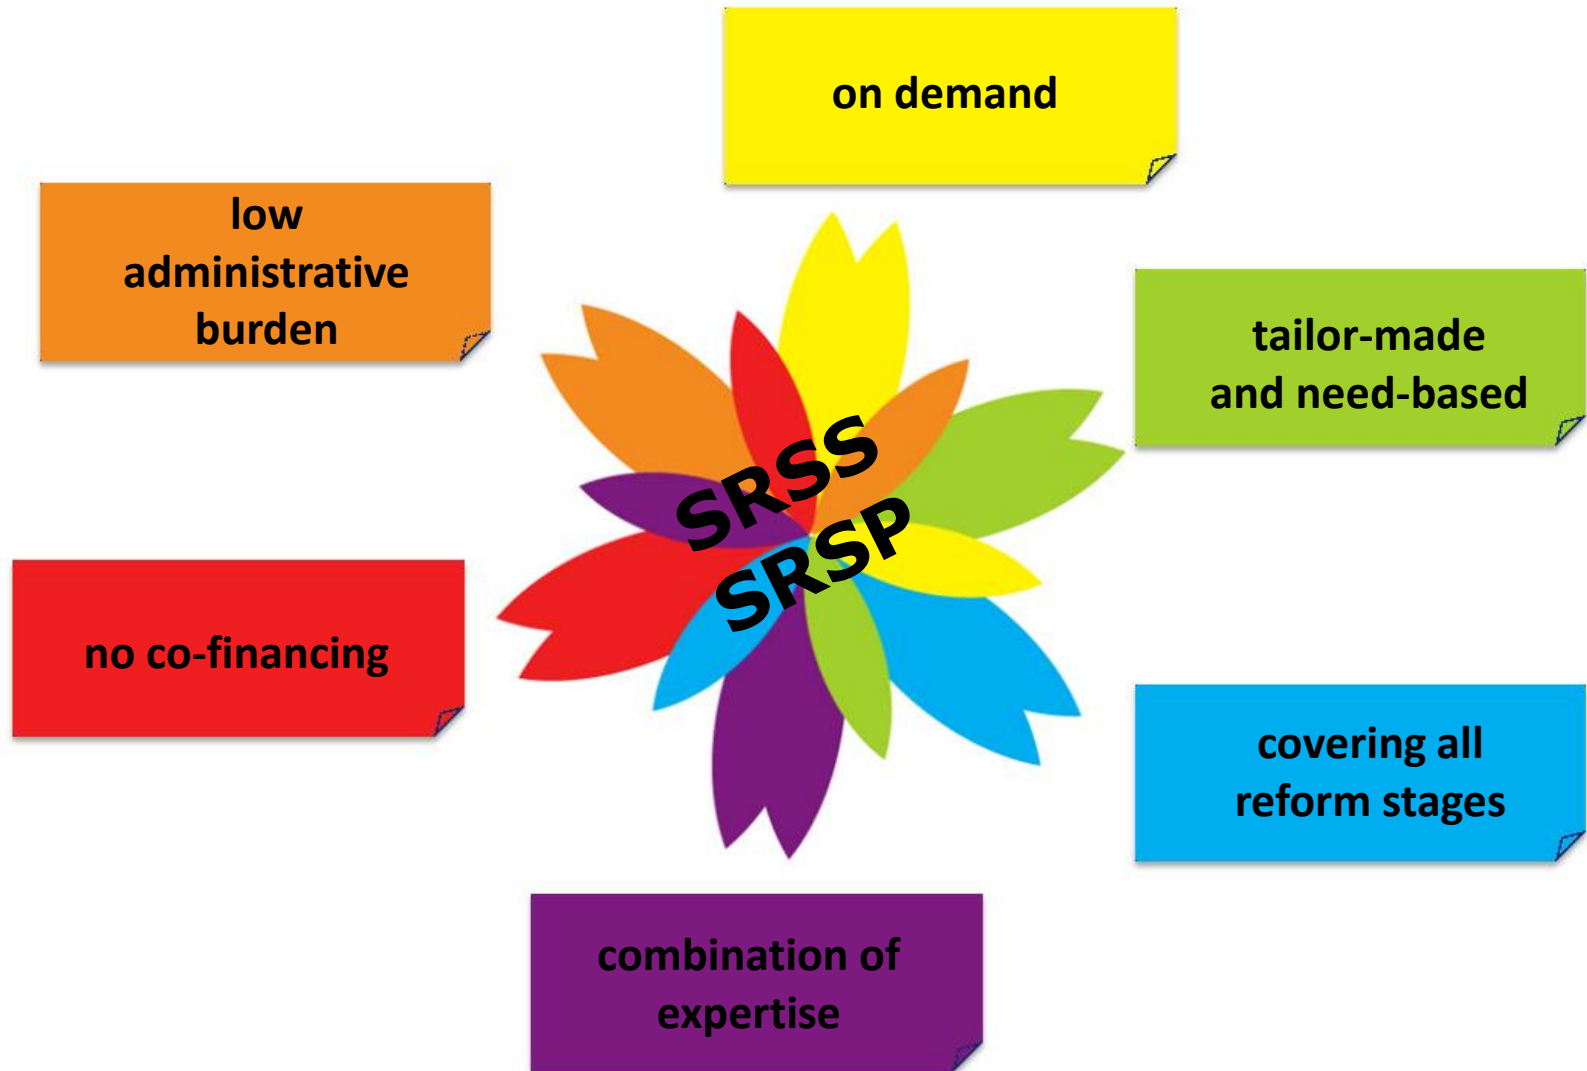 on demand
low
administrative
burden
tailor-made
and need-based
SRSS
SRSP
no co-financing
covering all
reform stages
combination of
expertise